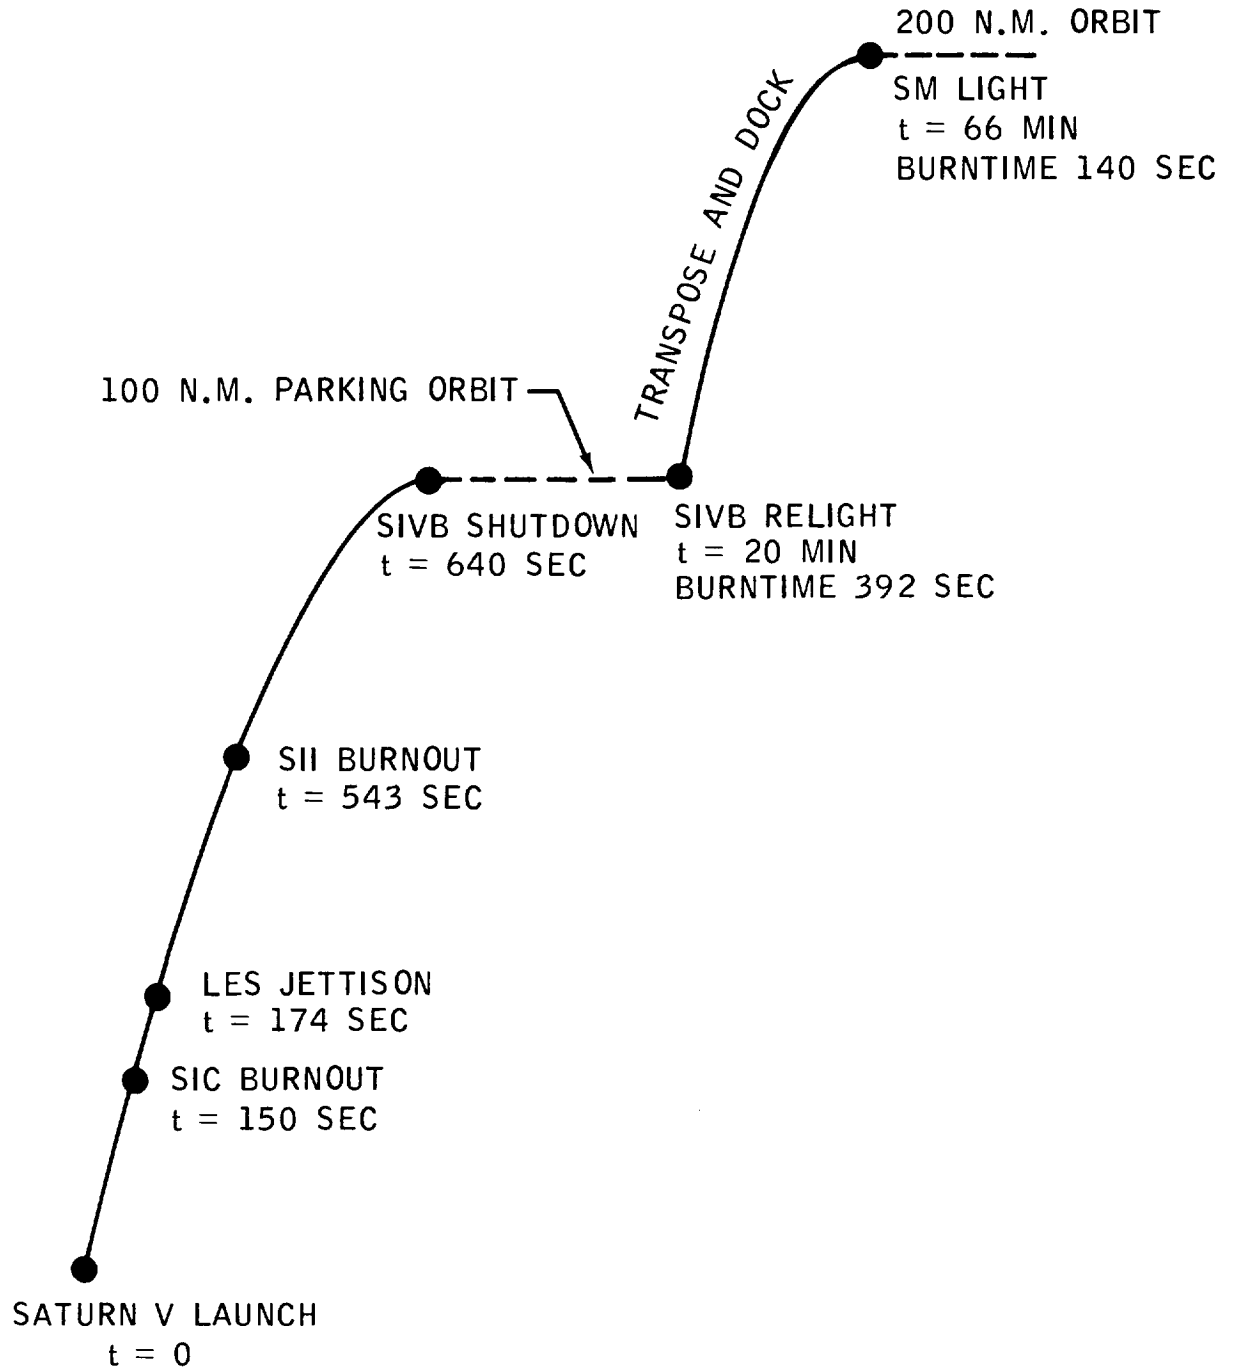 200 N.M. ORBIT
SM LIGHT
t = 66 MIN
BURNTIME 140 SEC
TRANSPOSE AND DOCK
100 N.M. PARKING ORBIT
SIVB SHUTDOWN
t = 640 SEC
SIVB RELIGHT
t = 20 MIN
BURNTIME 392 SEC
SII BURNOUT
t = 543 SEC
LES JETTISON
t = 174 SEC
SIC BURNOUT
t = 150 SEC
SATURN V LAUNCH
t = 0